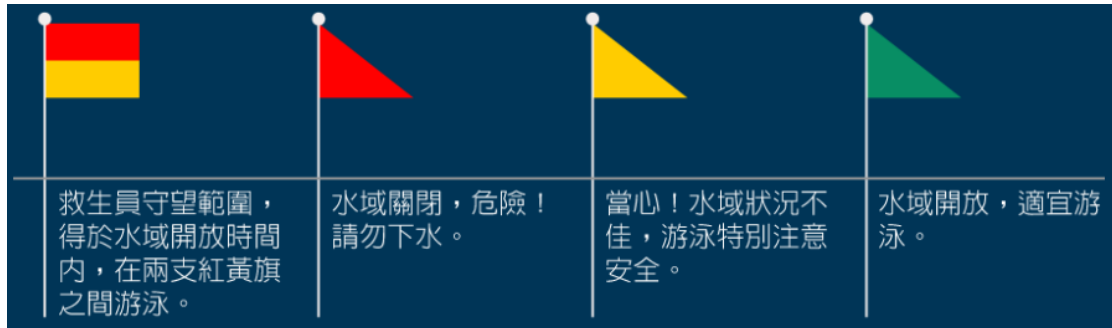 救生員守望範圍，
得於水域開放時間
內，在兩支紅黃旗
之間游泳。
水域關閉，危險！
請勿下水。
當心！水域狀況不
佳，游泳特別注意
安全。
水域開放，適宜游
泳。